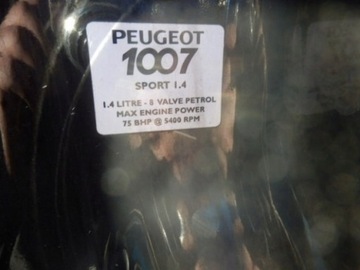 PEUGEOT
1007
SPORT 1.4
1.4 LITRE - 8 VALVE PETROL
MAX ENGINE POWER
75 BHP @ 5400 RPM